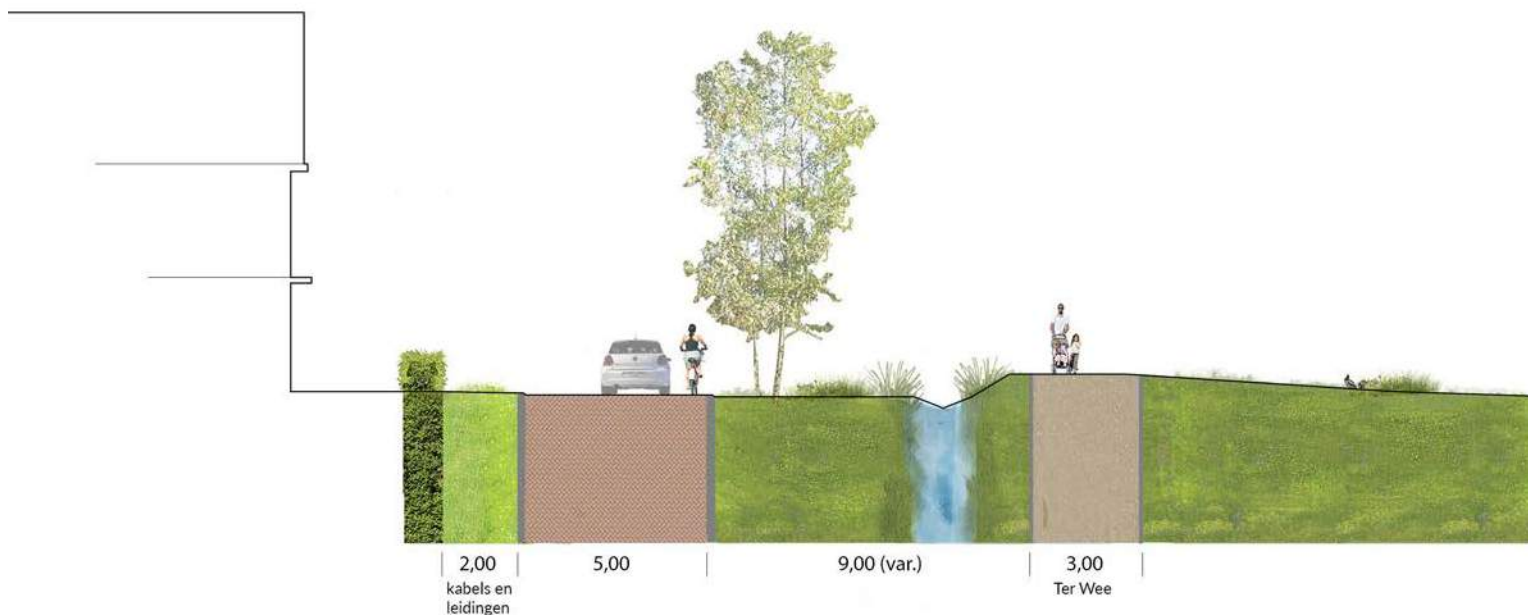 2,00
5,00
9,00 (var.)
3,00
kabels en
leidingen
Ter Wee